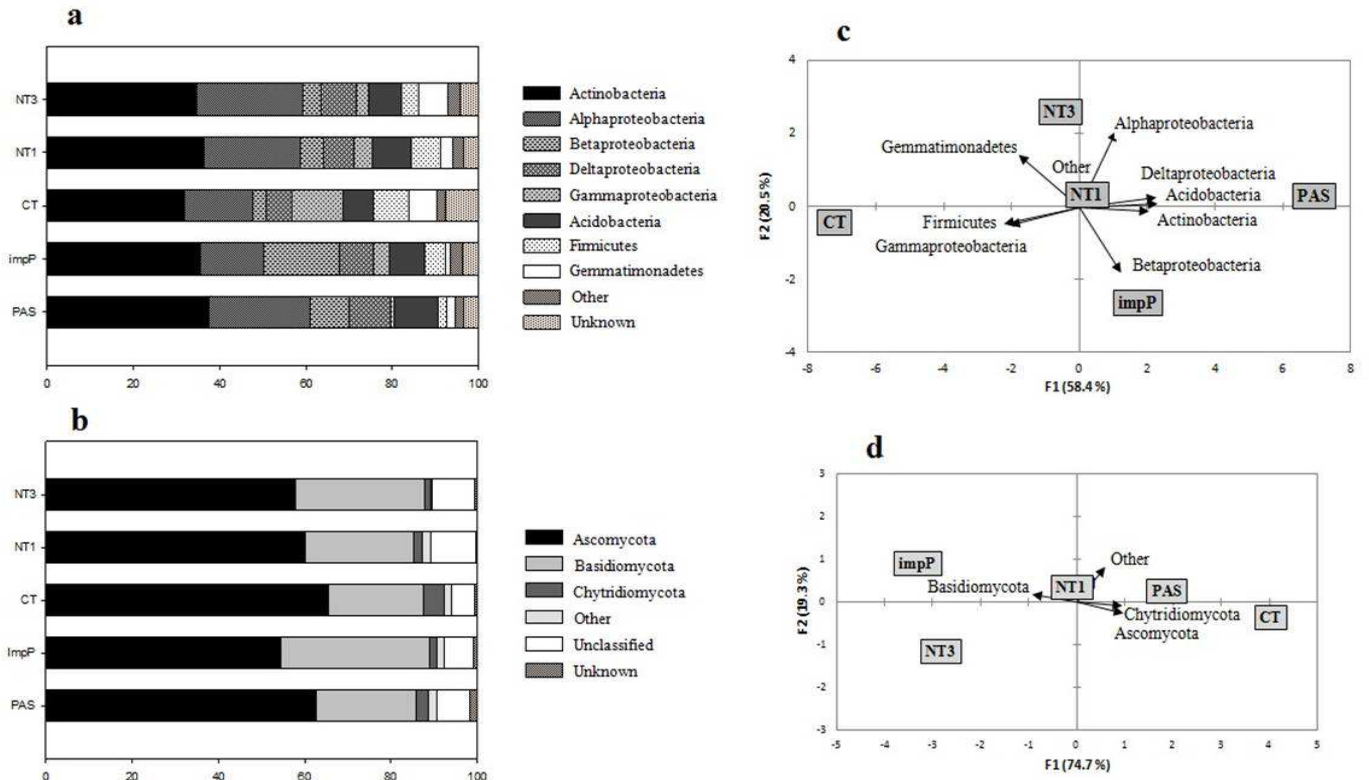 a
NT3
NT1
CT
impP
PAS
0 20 40 60 80 100
Actinobacteria
Alphaproteobacteria
Betaproteobacteria
Deltaproteobacteria
Gammaproteobacteria
Acidobacteria
Firmicutes
Gemmatimonadetes
Other
Unknown
c
4
2
0
-2
-4
F2 (20.5%)
NT3
Alphaproteobacteria
Gemmatimonadetes
Other
Deltaproteobacteria
NT1
Acidobacteria
PAS
CT
Firmicutes
Actinobacteria
Gammaproteobacteria
Betaproteobacteria
impP
-8 -6 -4 -2 0 2 4 6 8
F1 (58.4%)
b
NT3
NT1
CT
ImpP
PAS
0 20 40 60 80 100
Ascomycota
Basidiomycota
Chytridiomycota
Other
Unclassified
Unknown
d
3
2
1
0
-1
-2
-3
F2 (19.3%)
impP
Other
Basidiomycota
NT1
PAS
Chytridiomycota
CT
Ascomycota
NT3
-5 -4 -3 -2 -1 0 1 2 3 4 5
F1 (74.7%)